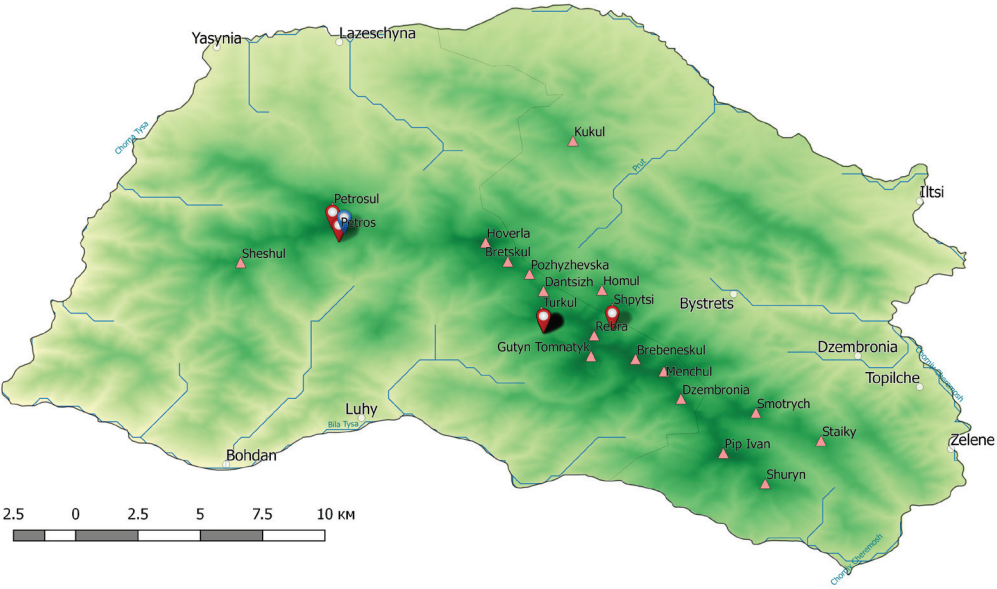 Yasynia
Lazeschyna
Chorna Tysa
Kukul
Prut
Iltsi
Petrosul
Petros
Sheshul
Hoverla
Bretskul
Pozhyzhevska
Dantsizh
Homul
Turkul
Shpytsi
Bystrets
Rebra
Gutyn Tomnatyk
Brebeneskul
Dzembronia
Menchul
Topilche
Chornyi Cheremosh
Dzembronia
Luhy
Smotrych
Bila Tysa
Staiky
Pip Ivan
Zelene
Bohdan
Shuryn
2.5 0 2.5 5 7.5 10 км